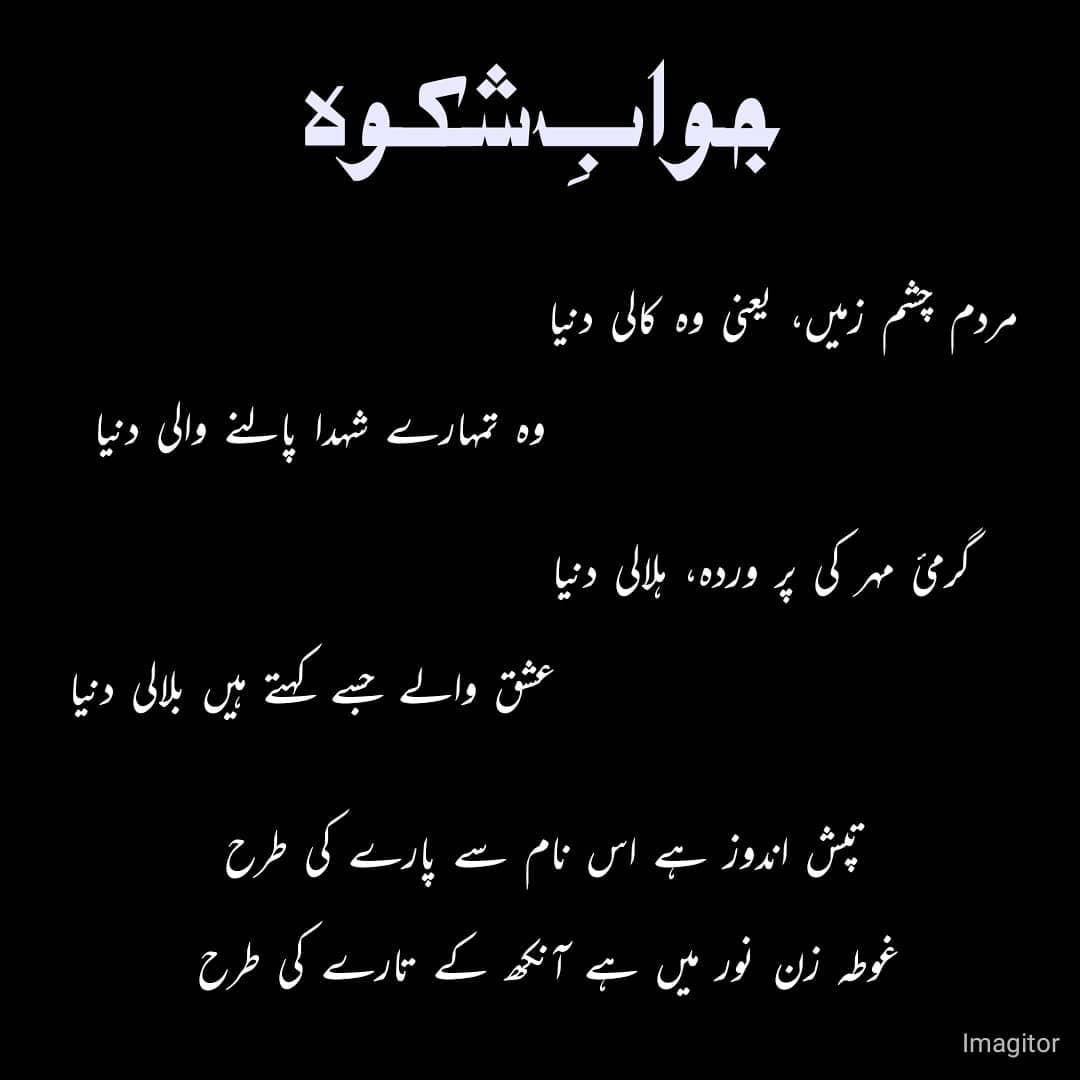 جوابِ شکوہ
مردم چشم زمیں، یعنی وہ کالی دنیا
وہ تمہارے شہدا پالنے والی دنیا
گرمئ مہر کی پر وردہ، ہلالی دنیا
عشق والے جسے کہتے ہیں بلالی دنیا
تپش اندوز ہے اس نام سے پارے کی طرح
غوطہ زن نور میں ہے آنکھ کے تارے کی طرح
Imagitor